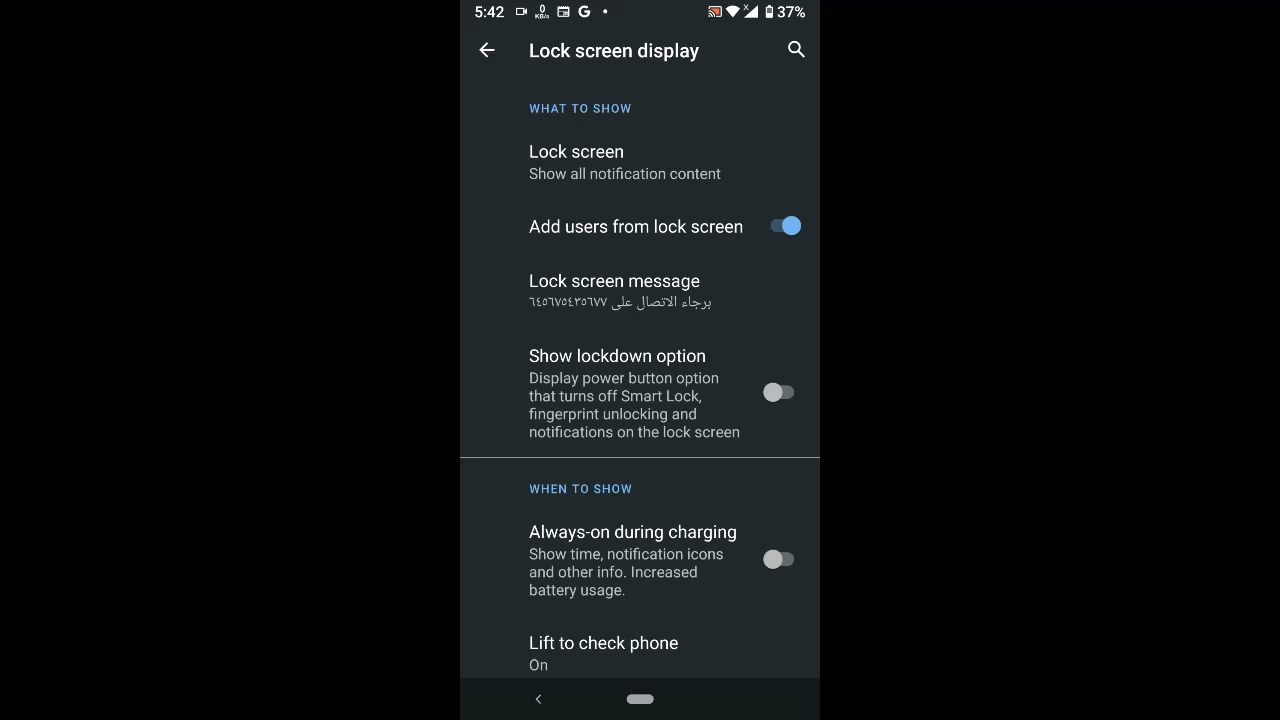 5:42 0 KB/s G 37%
Lock screen display
WHAT TO SHOW
Lock screen
Show all notification content
Add users from lock screen
Lock screen message
برجاء الاتصال على ٦٤٥٦٧٥٤٣٥٦٧٧
Show lockdown option
Display power button option
that turns off Smart Lock,
fingerprint unlocking and
notifications on the lock screen
WHEN TO SHOW
Always-on during charging
Show time, notification icons
and other info. Increased
battery usage.
Lift to check phone
On